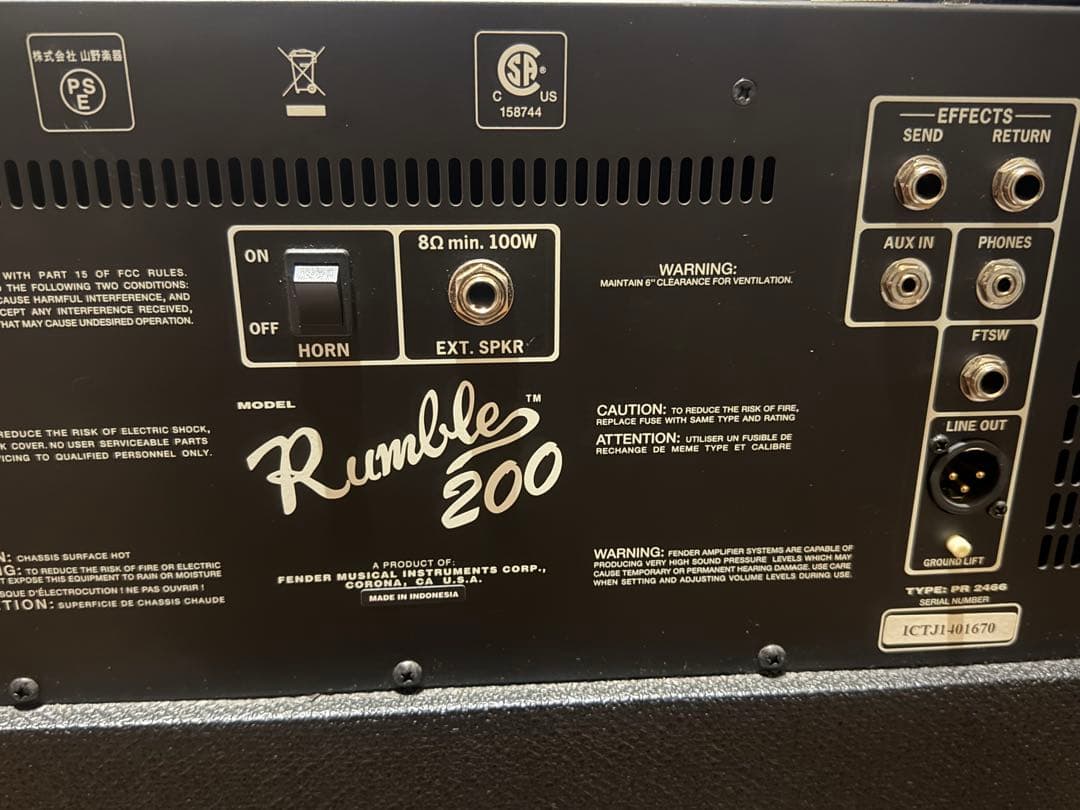 株式会社 山野楽器
PS
E
CSA®
C US
158744
EFFECTS
SEND RETURN
ON
OFF
HORN
8Ω min. 100W
EXT. SPKR
AUX IN
PHONES
WITH PART 15 OF FCC RULES.
THE FOLLOWING TWO CONDITIONS:
CAUSE HARMFUL INTERFERENCE, AND
ANY INTERFERENCE RECEIVED,
THAT MAY CAUSE UNDESIRED OPERATION.
WARNING:
MAINTAIN 6" CLEARANCE FOR VENTILATION.
FTSW
MODEL
Rumble™
200
CAUTION: TO REDUCE THE RISK OF FIRE,
REPLACE FUSE WITH SAME TYPE AND RATING
ATTENTION: UTILISER UN FUSIBLE DE
RECHANGE DE MEME TYPE ET CALIBRE
LINE OUT
REDUCE THE RISK OF ELECTRIC SHOCK,
COVER. NO USER SERVICEABLE PARTS
TO QUALIFIED PERSONNEL ONLY.
GROUND LIFT
CHASSIS SURFACE HOT
TO REDUCE THE RISK OF FIRE OR ELECTRIC
EXPOSE THIS EQUIPMENT TO RAIN OR MOISTURE
D'ÉLECTROCUTION ! NE PAS OUVRIR !
SUPERFICIE DE CHASSIS CHAUDE
A PRODUCT OF:
FENDER MUSICAL INSTRUMENTS CORP.,
CORONA, CA U.S.A.
MADE IN INDONESIA
WARNING: FENDER AMPLIFIER SYSTEMS ARE CAPABLE OF
PRODUCING VERY HIGH SOUND PRESSURE LEVELS WHICH MAY
CAUSE TEMPORARY OR PERMANENT HEARING DAMAGE. USE CARE
WHEN SETTING AND ADJUSTING VOLUME LEVELS DURING USE.
TYPE: PR 2466
SERIAL NUMBER
ICTJ1401670